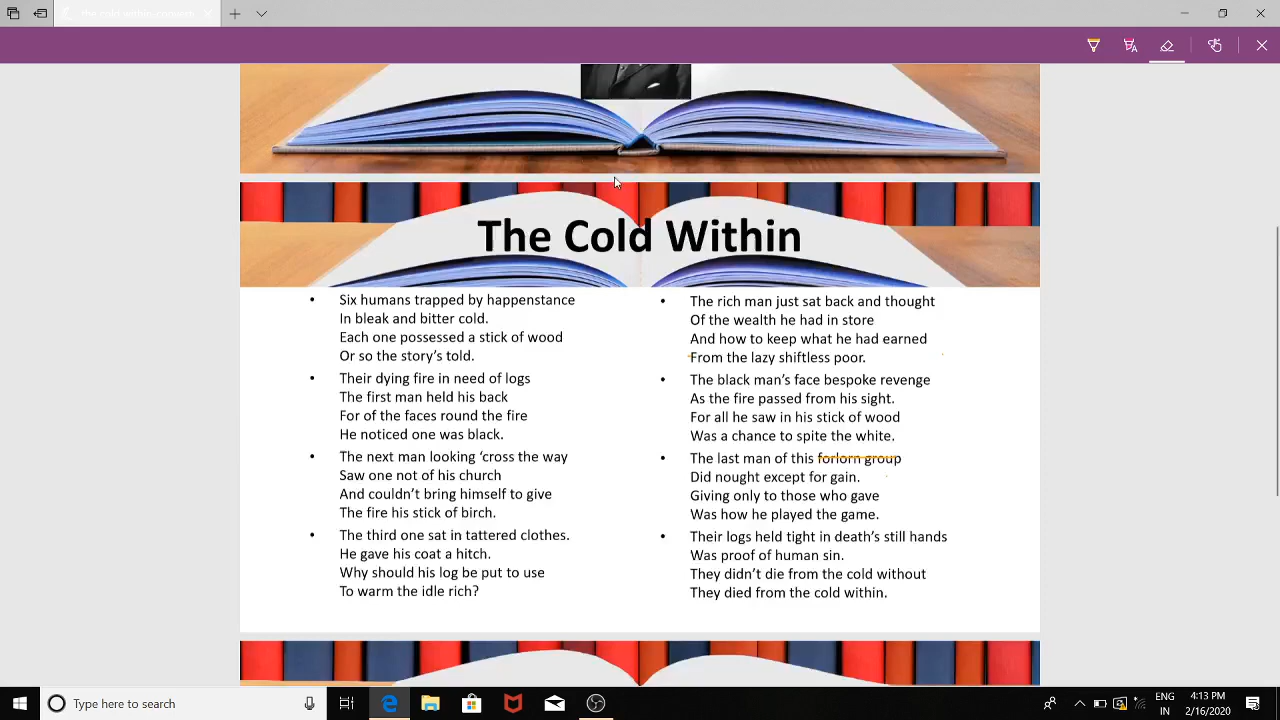 the cold within convert
The Cold Within
• Six humans trapped by happenstance
In bleak and bitter cold.
Each one possessed a stick of wood
Or so the story’s told.
• Their dying fire in need of logs
The first man held his back
For of the faces round the fire
He noticed one was black.
• The next man looking ‘cross the way
Saw one not of his church
And couldn’t bring himself to give
The fire his stick of birch.
• The third one sat in tattered clothes.
He gave his coat a hitch.
Why should his log be put to use
To warm the idle rich?
• The rich man just sat back and thought
Of the wealth he had in store
And how to keep what he had earned
From the lazy shiftless poor.
• The black man’s face bespoke revenge
As the fire passed from his sight.
For all he saw in his stick of wood
Was a chance to spite the white.
• The last man of this forlorn group
Did nought except for gain.
Giving only to those who gave
Was how he played the game.
• Their logs held tight in death’s still hands
Was proof of human sin.
They didn’t die from the cold without
They died from the cold within.
Type here to search
ENG
IN
4:13 PM
2/16/2020